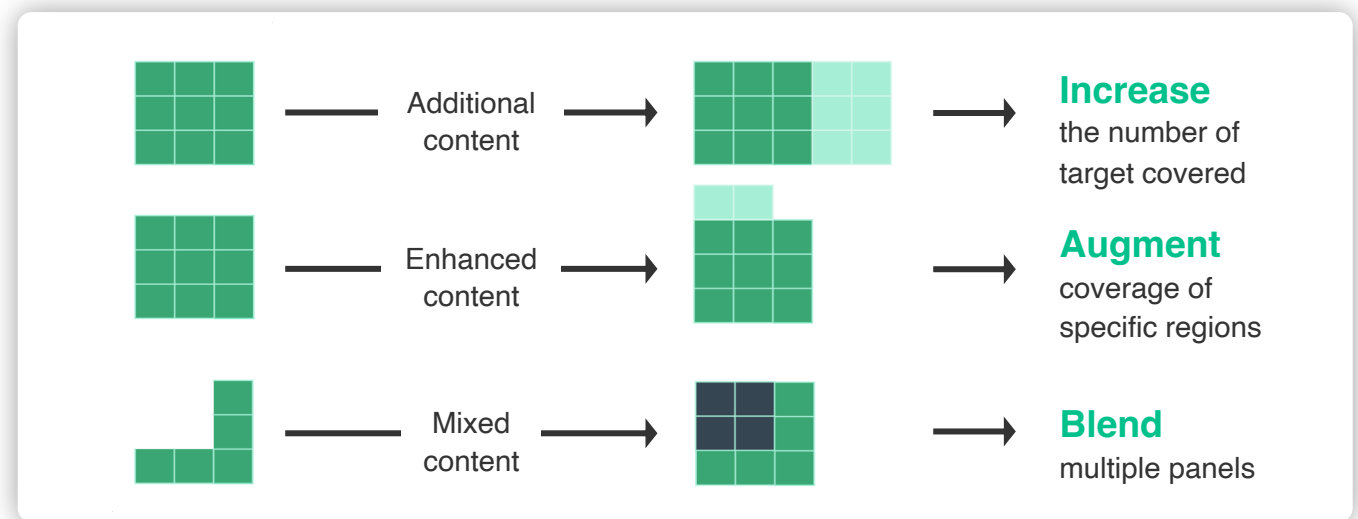 Additional
content
Increase
the number of
target covered
Enhanced
content
Augment
coverage of
specific regions
Mixed
content
Blend
multiple panels